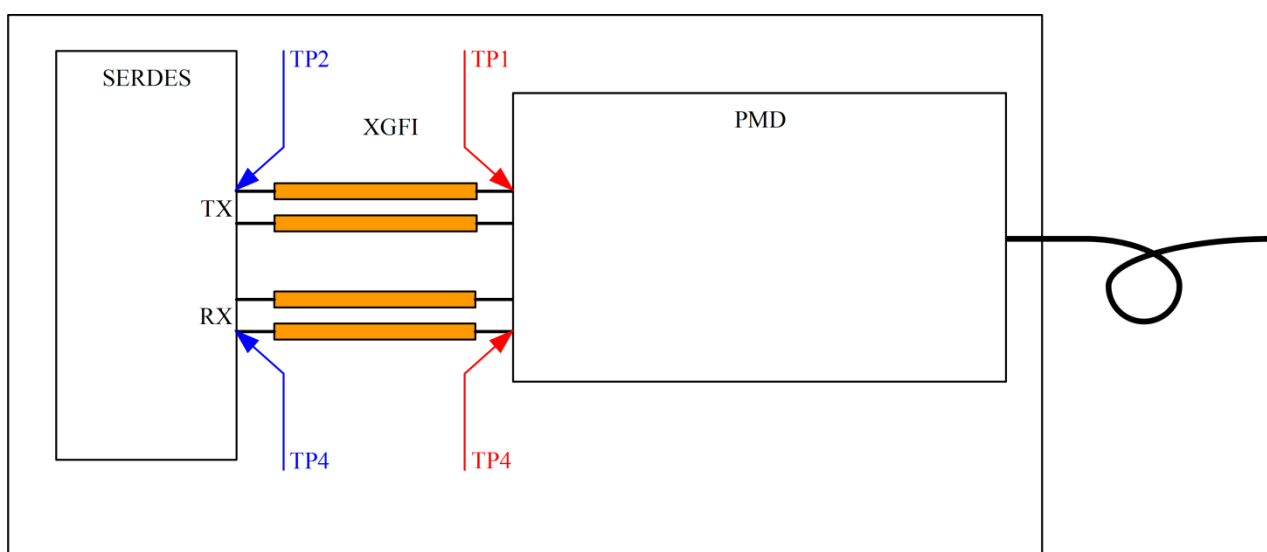 TP2
TP1
SERDES
PMD
XGFI
TX
RX
TP4
TP4